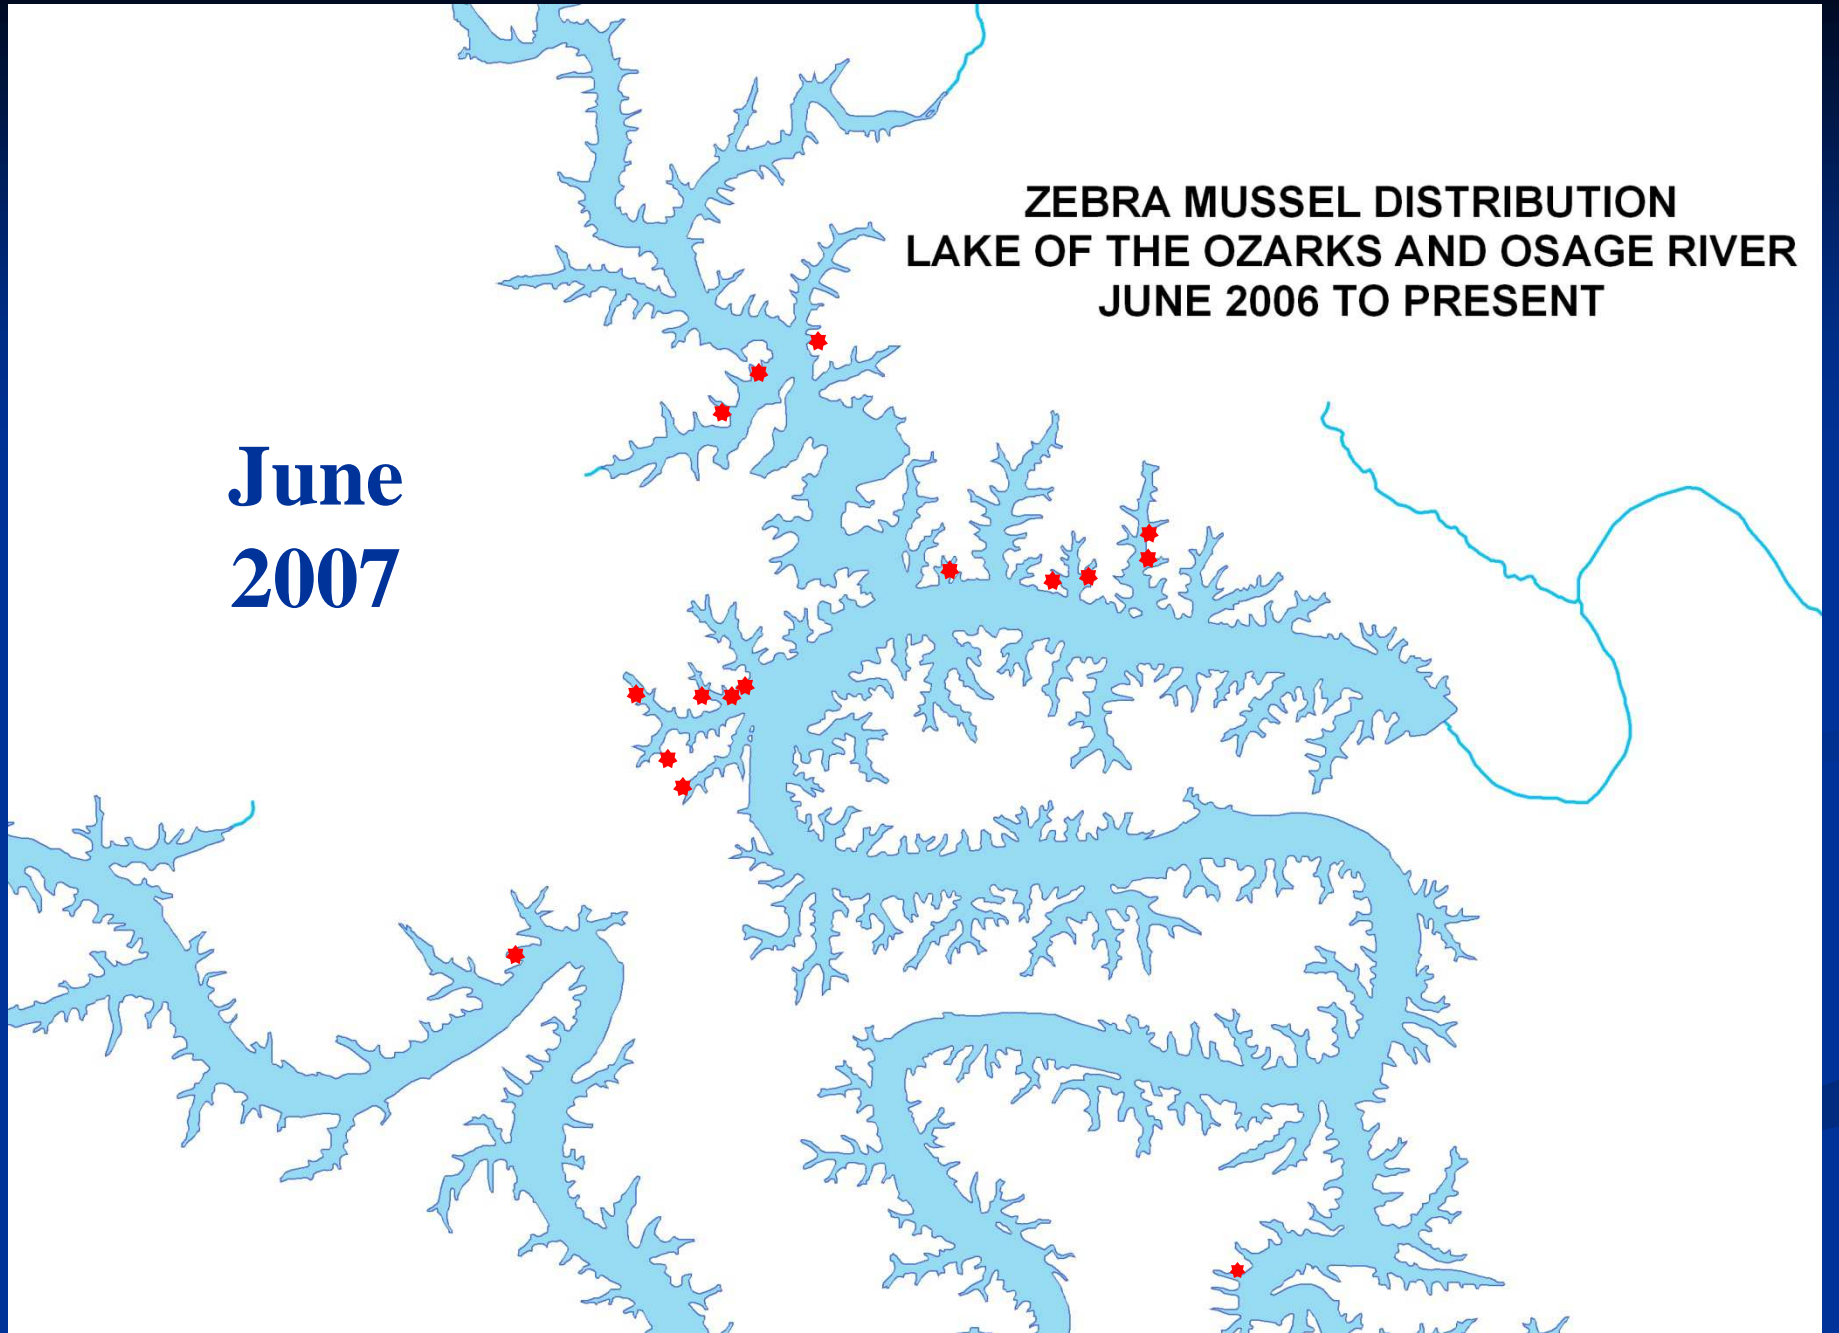 ZEBRA MUSSEL DISTRIBUTION
LAKE OF THE OZARKS AND OSAGE RIVER
JUNE 2006 TO PRESENT
June
2007